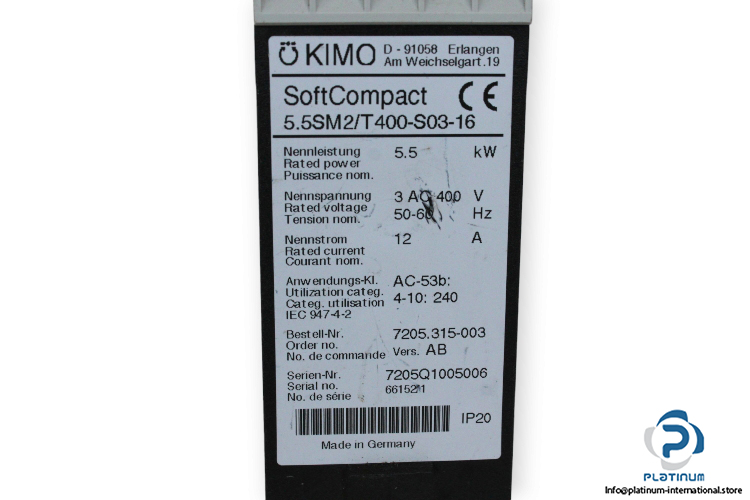 KIMO D - 91058 Erlangen
Am Weichselgart.19
SoftCompact CE
5.5SM2/T400-S03-16
Nennleistung 5.5 kW
Rated power
Puissance nom.
Nennspannung 3 AC 400 V
Rated voltage 50-60 Hz
Tension nom.
Nennstrom 12 A
Rated current
Courant nom.
Anwendungs-Kl. AC-53b:
Utilization categ. 4-10: 240
Categ. utilisation
IEC 947-4-2
Bestell-Nr. 7205.315-003
Order no. Vers. AB
No. de commande
Serien-Nr. 7205Q1005006
Serial no.
No. de série
IP20
Made in Germany
PLATINUM
Info@platinum-international.store